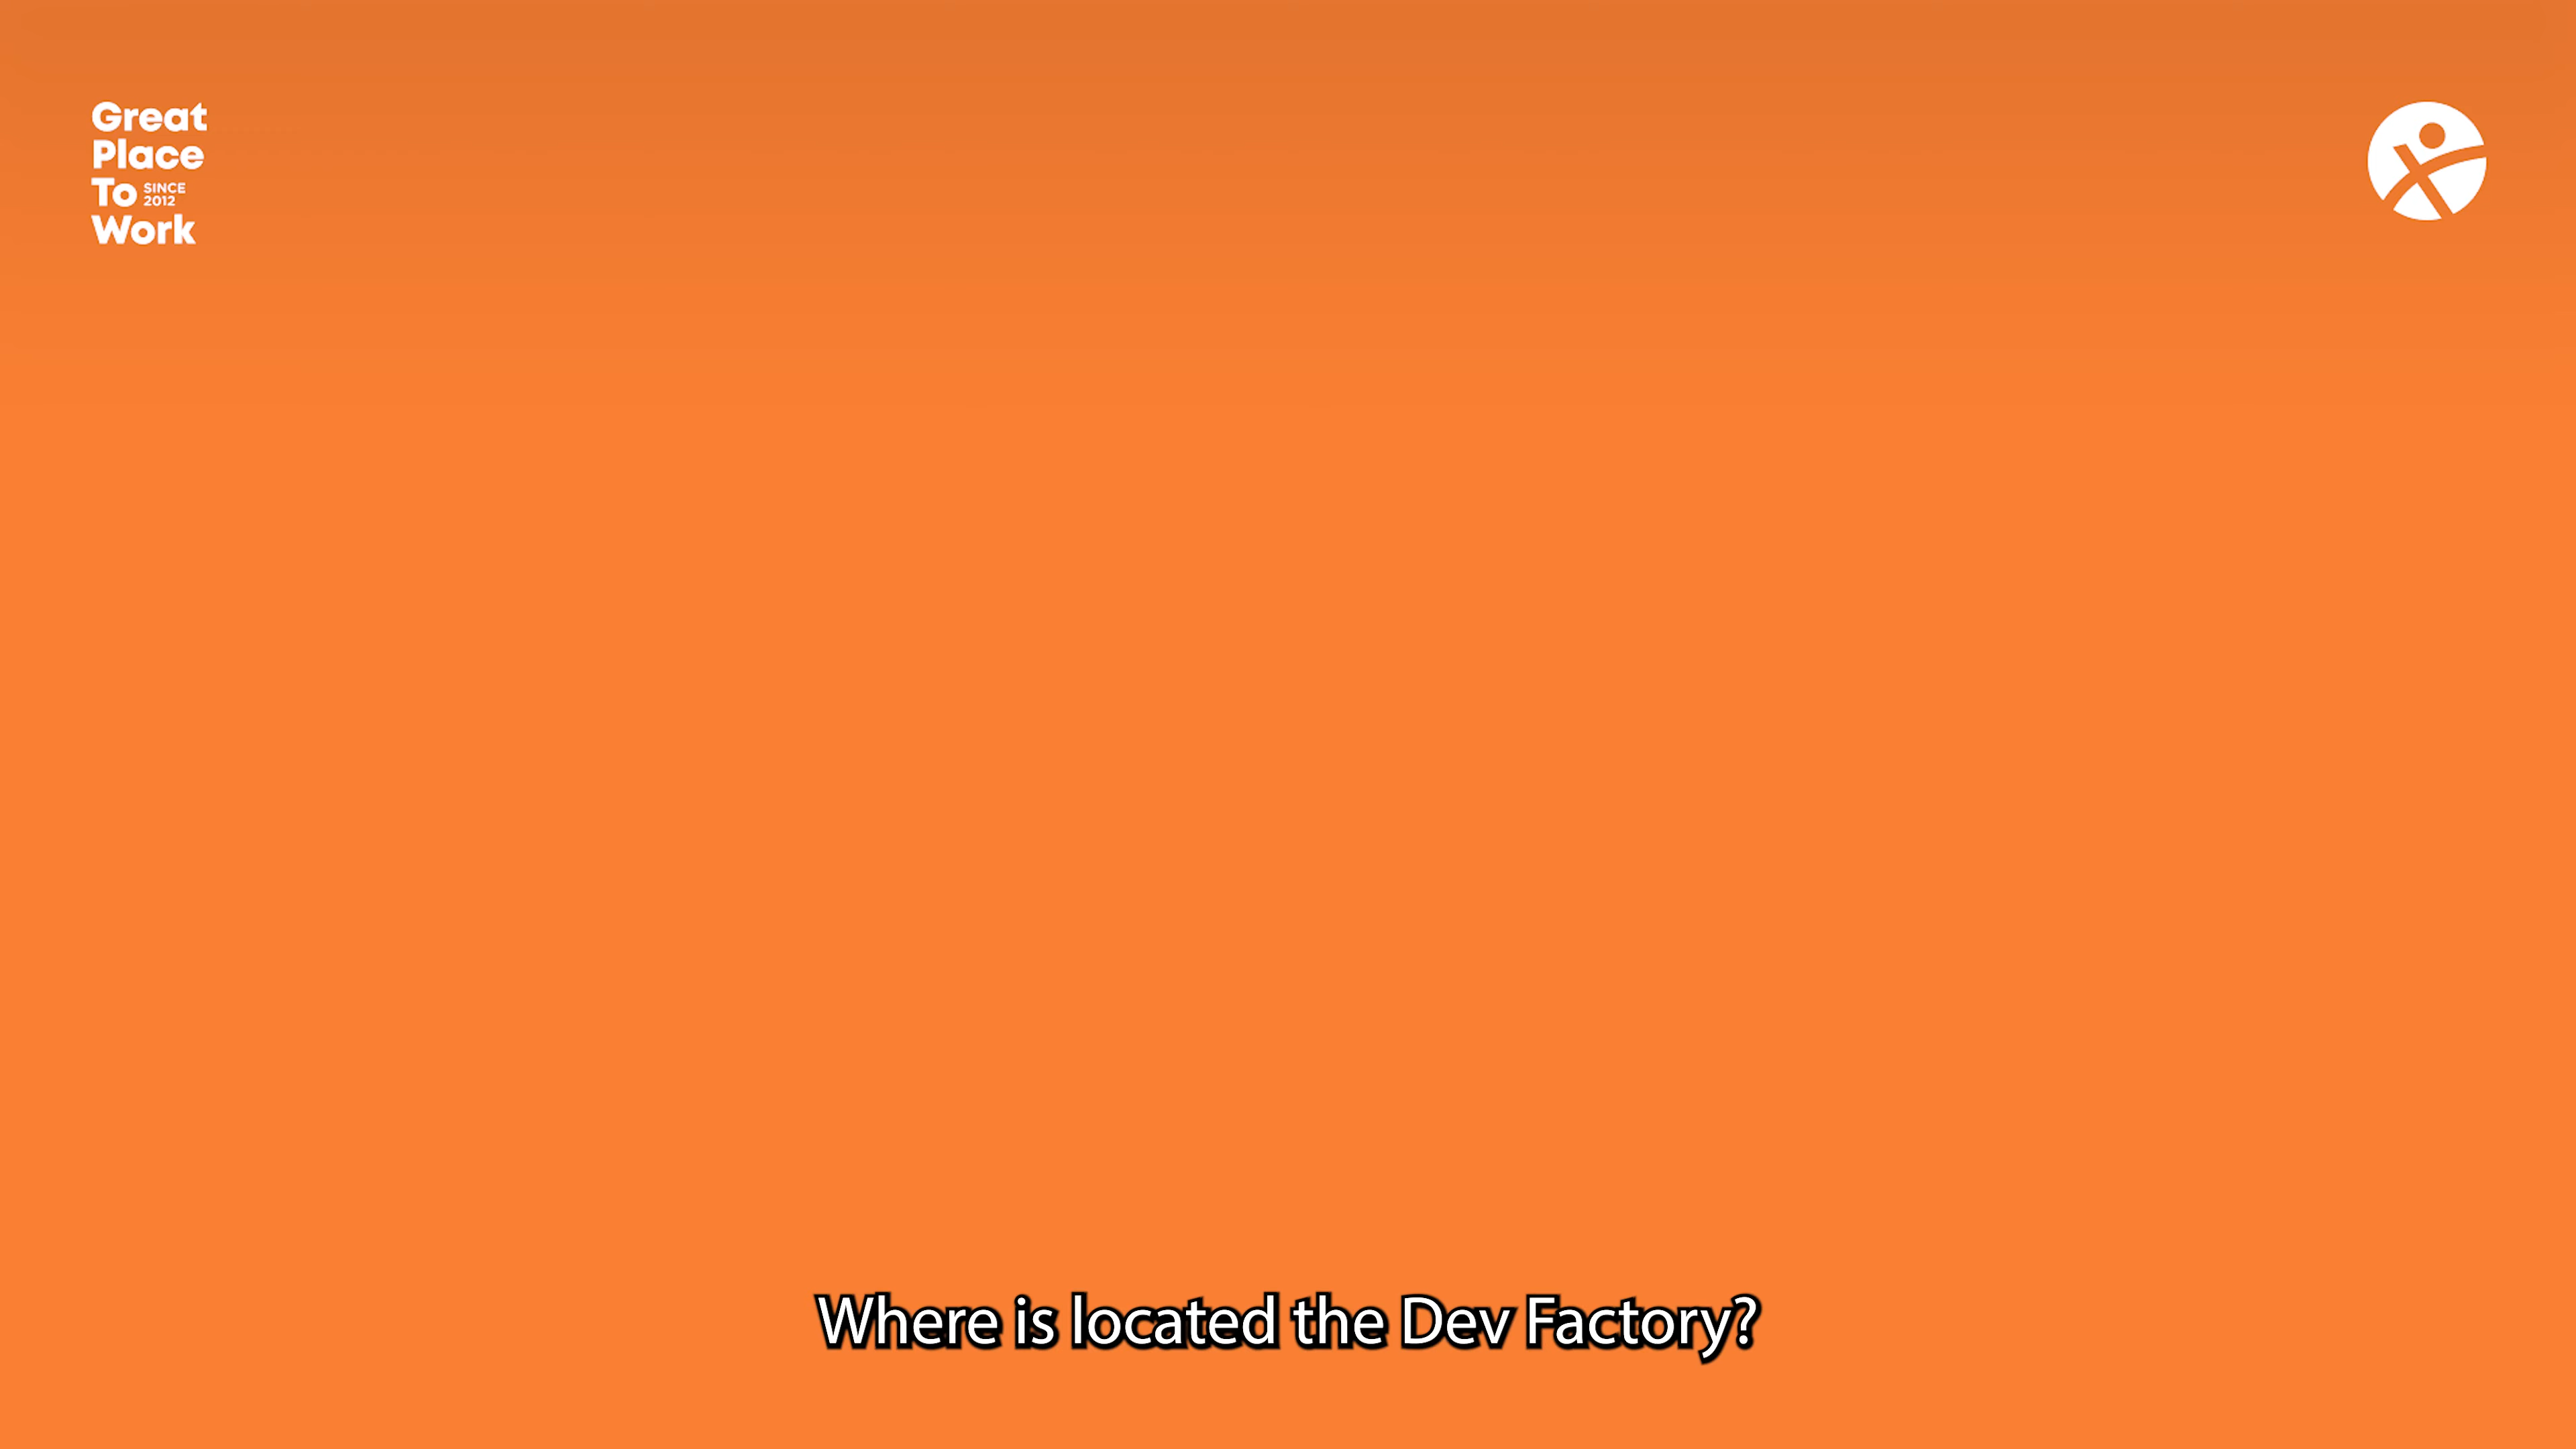 Great
Place
To SINCE 2012
Work
Where is located the Dev Factory?